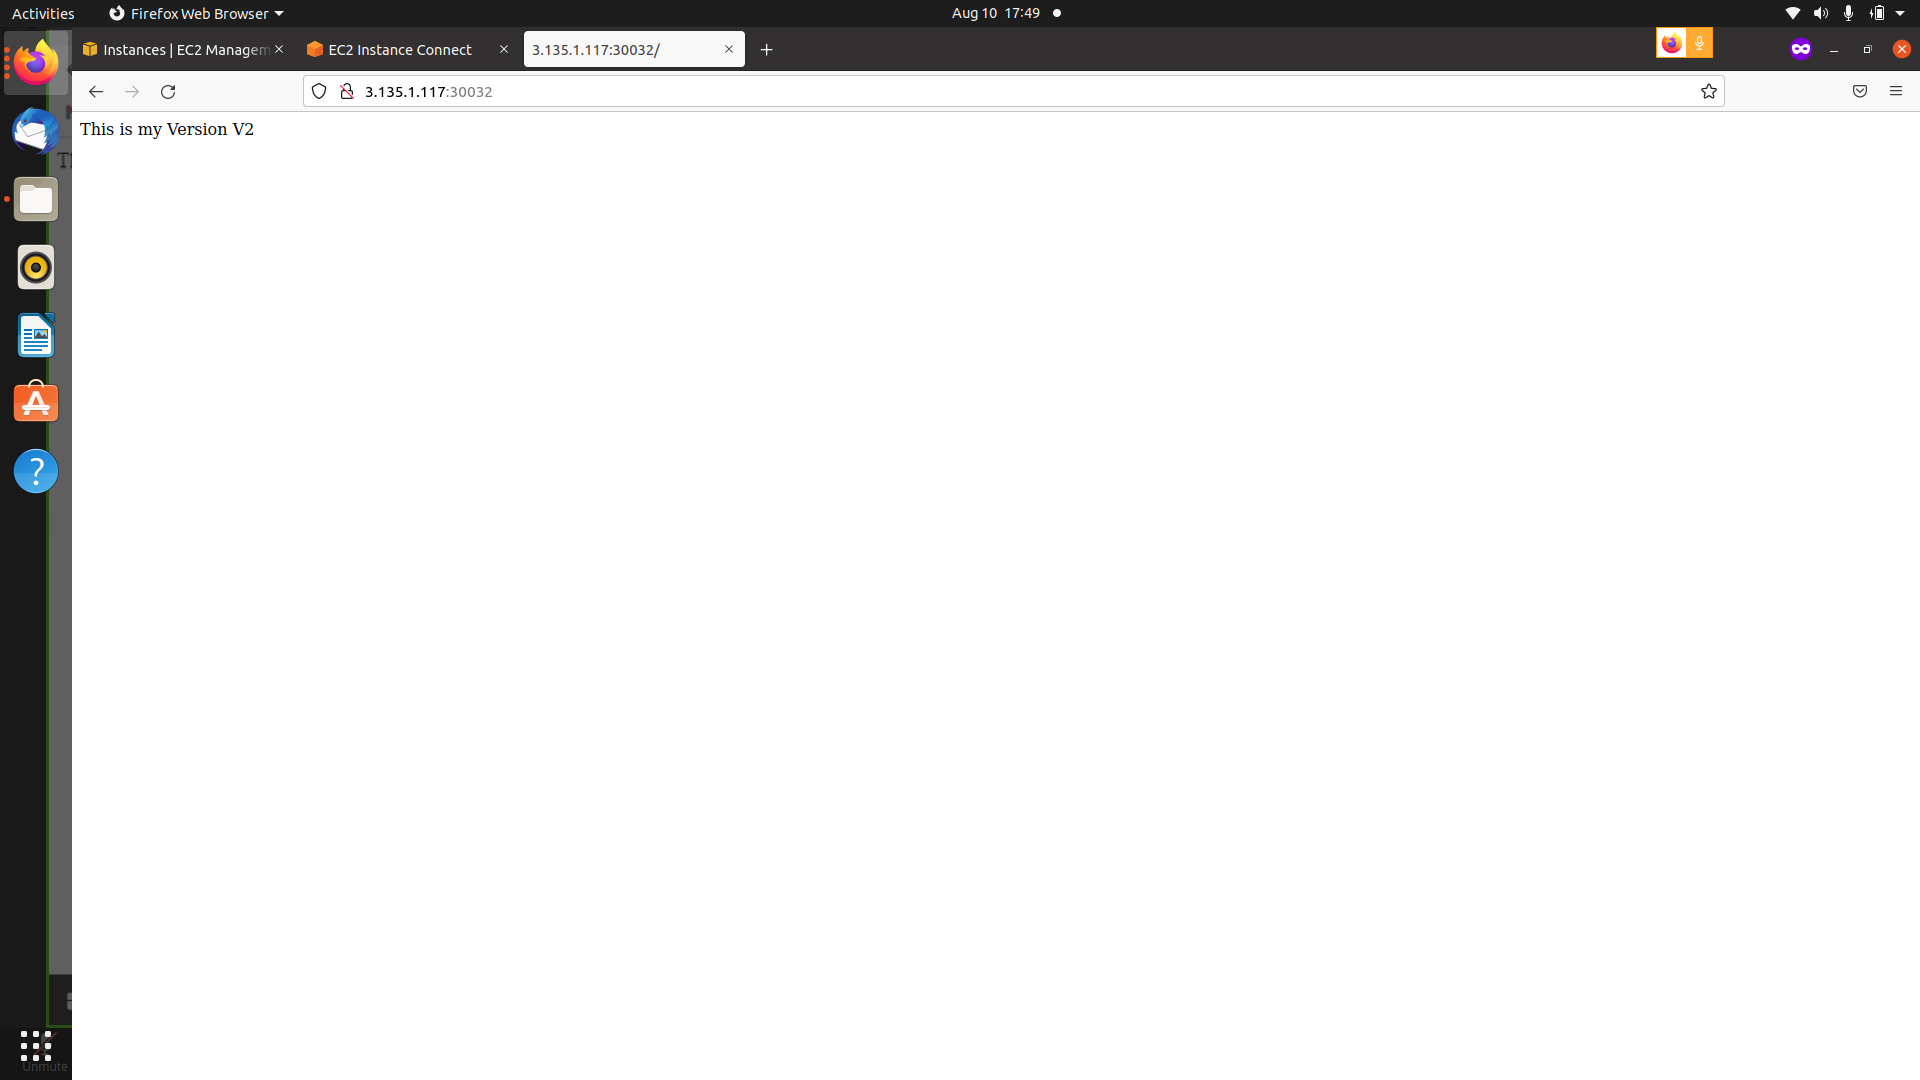 Activities
Firefox Web Browser
Aug 10 17:49
Instances | EC2 Managem
EC2 Instance Connect
3.135.1.117:30032/
3.135.1.117:30032
This is my Version V2
Unmute